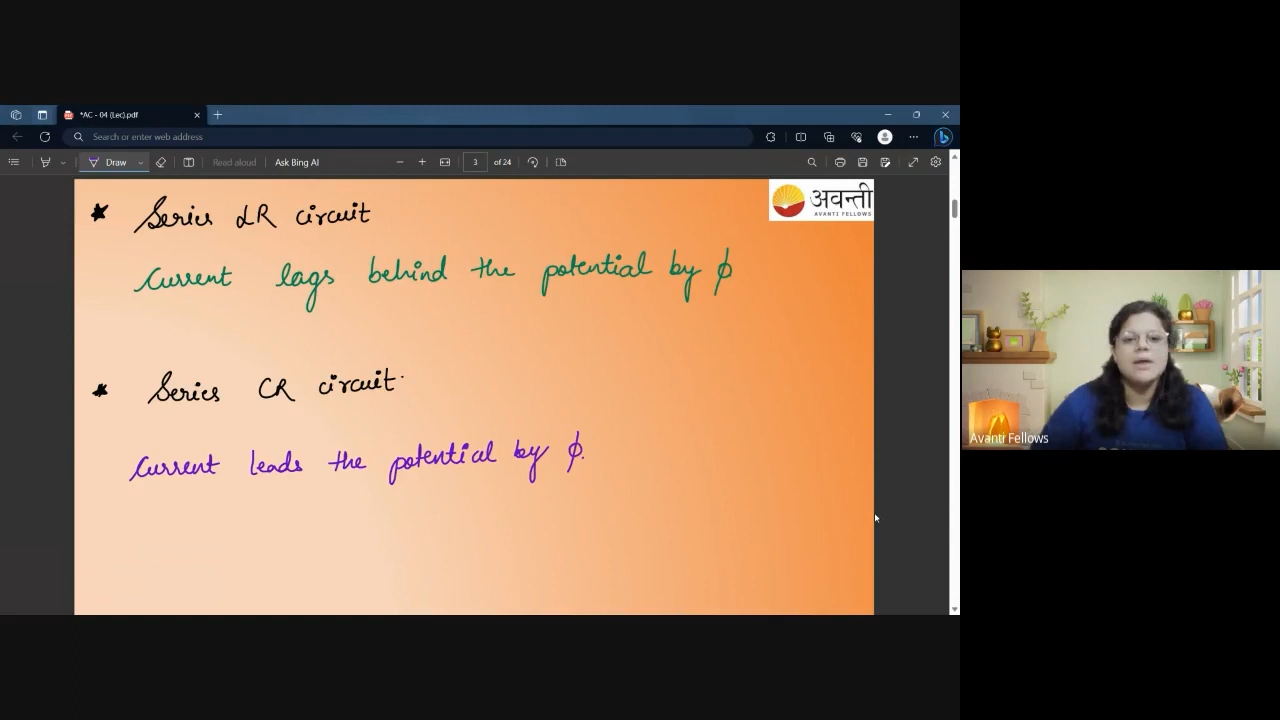 *AC - 04 (Lec).pdf
Search or enter web address
Draw
Read aloud
Ask Bing AI
3 of 24
अवन्ती
AVANTI FELLOWS
★ Series LR circuit
Current lags behind the potential by ϕ
★ Series CR circuit.
Current leads the potential by ϕ.
Avanti Fellows